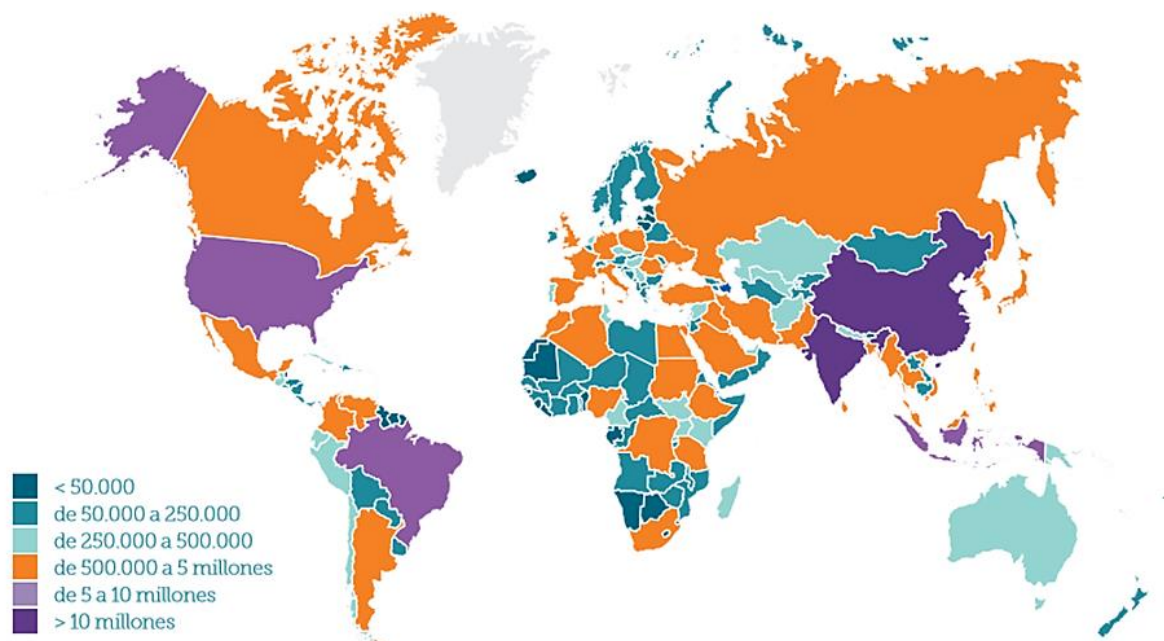 < 50.000
de 50.000 a 250.000
de 250.000 a 500.000
de 500.000 a 5 millones
de 5 a 10 millones
> 10 millones